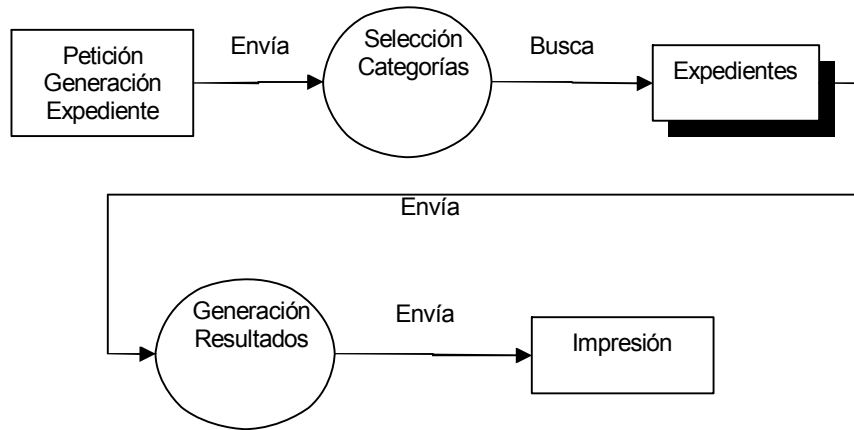 Petición
Generación
Expediente
Envía
Selección
Categorías
Busca
Expedientes
Envía
Generación
Resultados
Envía
Impresión